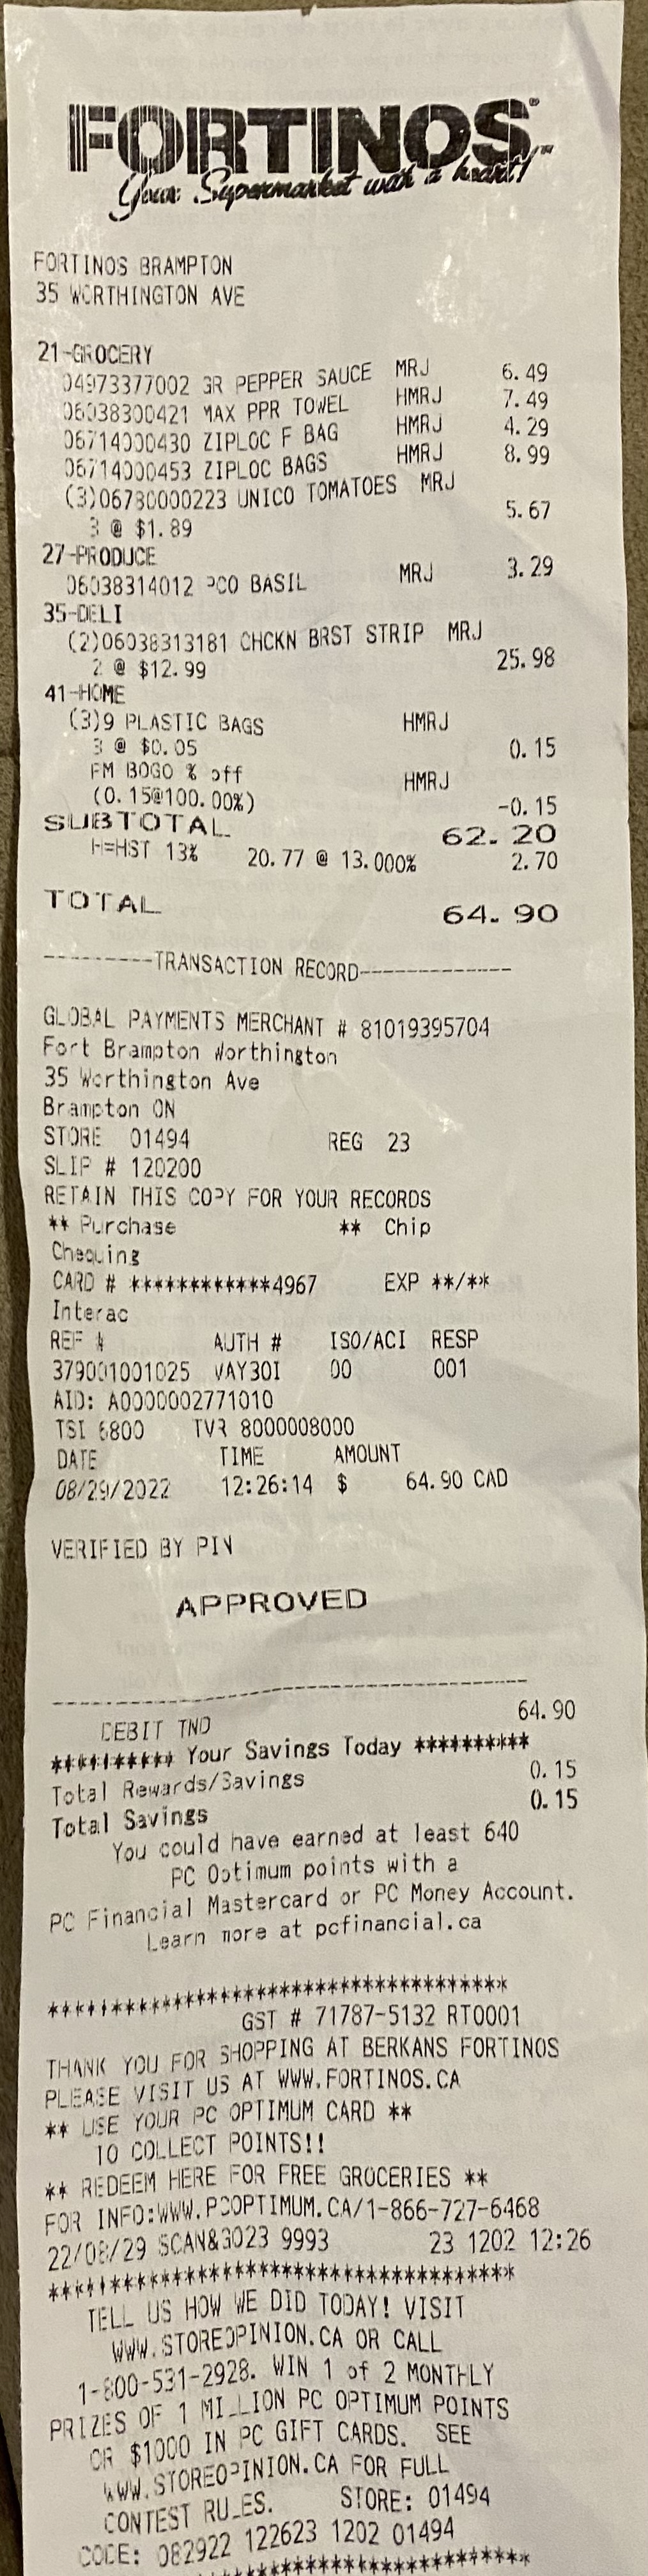 FORTINOS
Your Supermarket with a heart!™
FORTINOS BRAMPTON
35 WORTHINGTON AVE
21-GROCERY
04973377002 GR PEPPER SAUCE MRJ 6.49
06038300421 MAX PPR TOWEL HMRJ 7.49
06714000430 ZIPLOC F BAG HMRJ 4.29
06714000453 ZIPLOC BAGS HMRJ 8.99
(3)06780000223 UNICO TOMATOES MRJ
3 @ $1.89 5.67
27-PRODUCE
06038314012 PCO BASIL MRJ 3.29
35-DELI
(2)06038313181 CHCKN BRST STRIP MRJ
2 @ $12.99 25.98
41-HOME
(3)9 PLASTIC BAGS HMRJ
3 @ $0.05 0.15
FM BOGO % off HMRJ
(0.15@100.00%) -0.15
SUBTOTAL 62.20
H=HST 13% 20.77 @ 13.000% 2.70
TOTAL 64.90
---------TRANSACTION RECORD-------------
GLOBAL PAYMENTS MERCHANT # 81019395704
Fort Brampton Worthington
35 Worthington Ave
Brampton ON
STORE 01494 REG 23
SLIP # 120200
RETAIN THIS COPY FOR YOUR RECORDS
** Purchase ** Chip
Chequing
CARD # ************4967 EXP **/**
Interac
REF # AUTH # ISO/ACI RESP
379001001025 VAY30I 00 001
AID: A0000002771010
TSI 6800 TVR 8000008000
DATE TIME AMOUNT
08/29/2022 12:26:14 $ 64.90 CAD
VERIFIED BY PIN
APPROVED
DEBIT TND 64.90
********** Your Savings Today **********
Total Rewards/Savings 0.15
Total Savings 0.15
You could have earned at least 640
PC Optimum points with a
PC Financial Mastercard or PC Money Account.
Learn more at pcfinancial.ca
****************************************
GST # 71787-5132 RT0001
THANK YOU FOR SHOPPING AT BERKANS FORTINOS
PLEASE VISIT US AT WWW.FORTINOS.CA
** USE YOUR PC OPTIMUM CARD **
TO COLLECT POINTS!!
** REDEEM HERE FOR FREE GROCERIES **
FOR INFO:WWW.PCOPTIMUM.CA/1-866-727-6468
22/08/29 SCAN&GO23 9993 23 1202 12:26
****************************************
TELL US HOW WE DID TODAY! VISIT
WWW.STOREOPINION.CA OR CALL
1-800-531-2928. WIN 1 of 2 MONTHLY
PRIZES OF 1 MILLION PC OPTIMUM POINTS
OR $1000 IN PC GIFT CARDS. SEE
WWW.STOREOPINION.CA FOR FULL
CONTEST RULES. STORE: 01494
CODE: 082922 122623 1202 01494
******************************